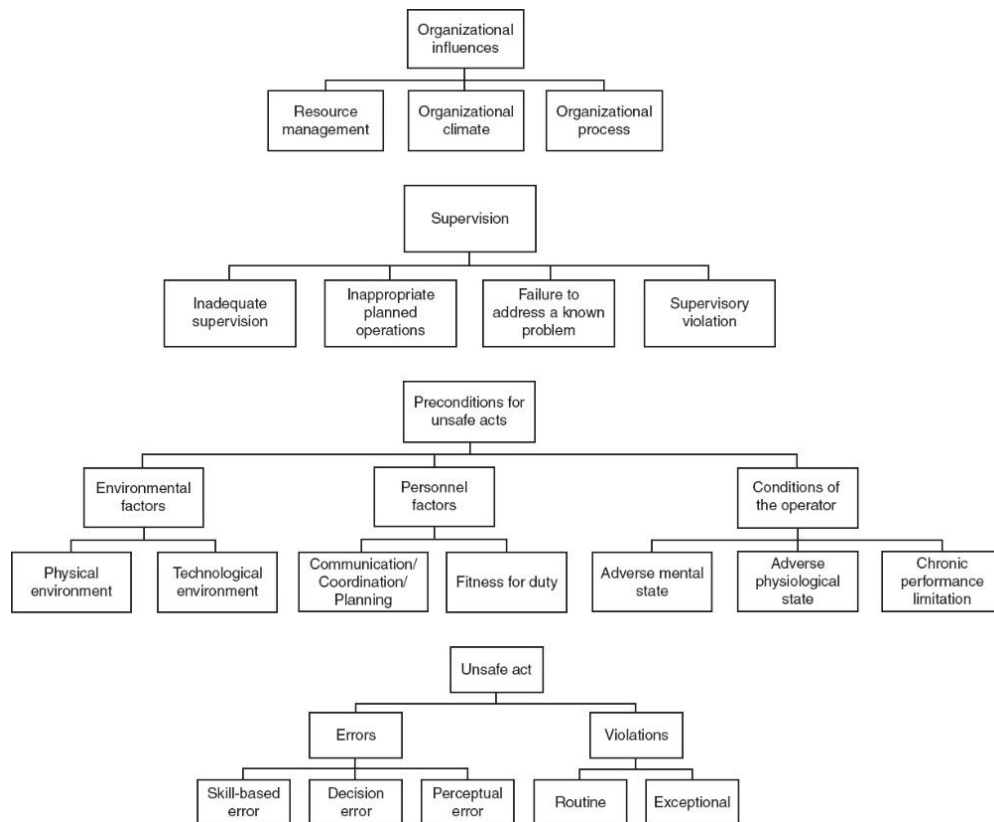 Organizational
influences
Resource
management
Organizational
climate
Organizational
process
Supervision
Inadequate
supervision
Inappropriate
planned
operations
Failure to
address a known
problem
Supervisory
violation
Preconditions for
unsafe acts
Environmental
factors
Personnel
factors
Conditions of
the operator
Physical
environment
Technological
environment
Communication/
Coordination/
Planning
Fitness for duty
Adverse mental
state
Adverse
physiological
state
Chronic
performance
limitation
Unsafe act
Errors
Violations
Skill-based
error
Decision
error
Perceptual
error
Routine
Exceptional